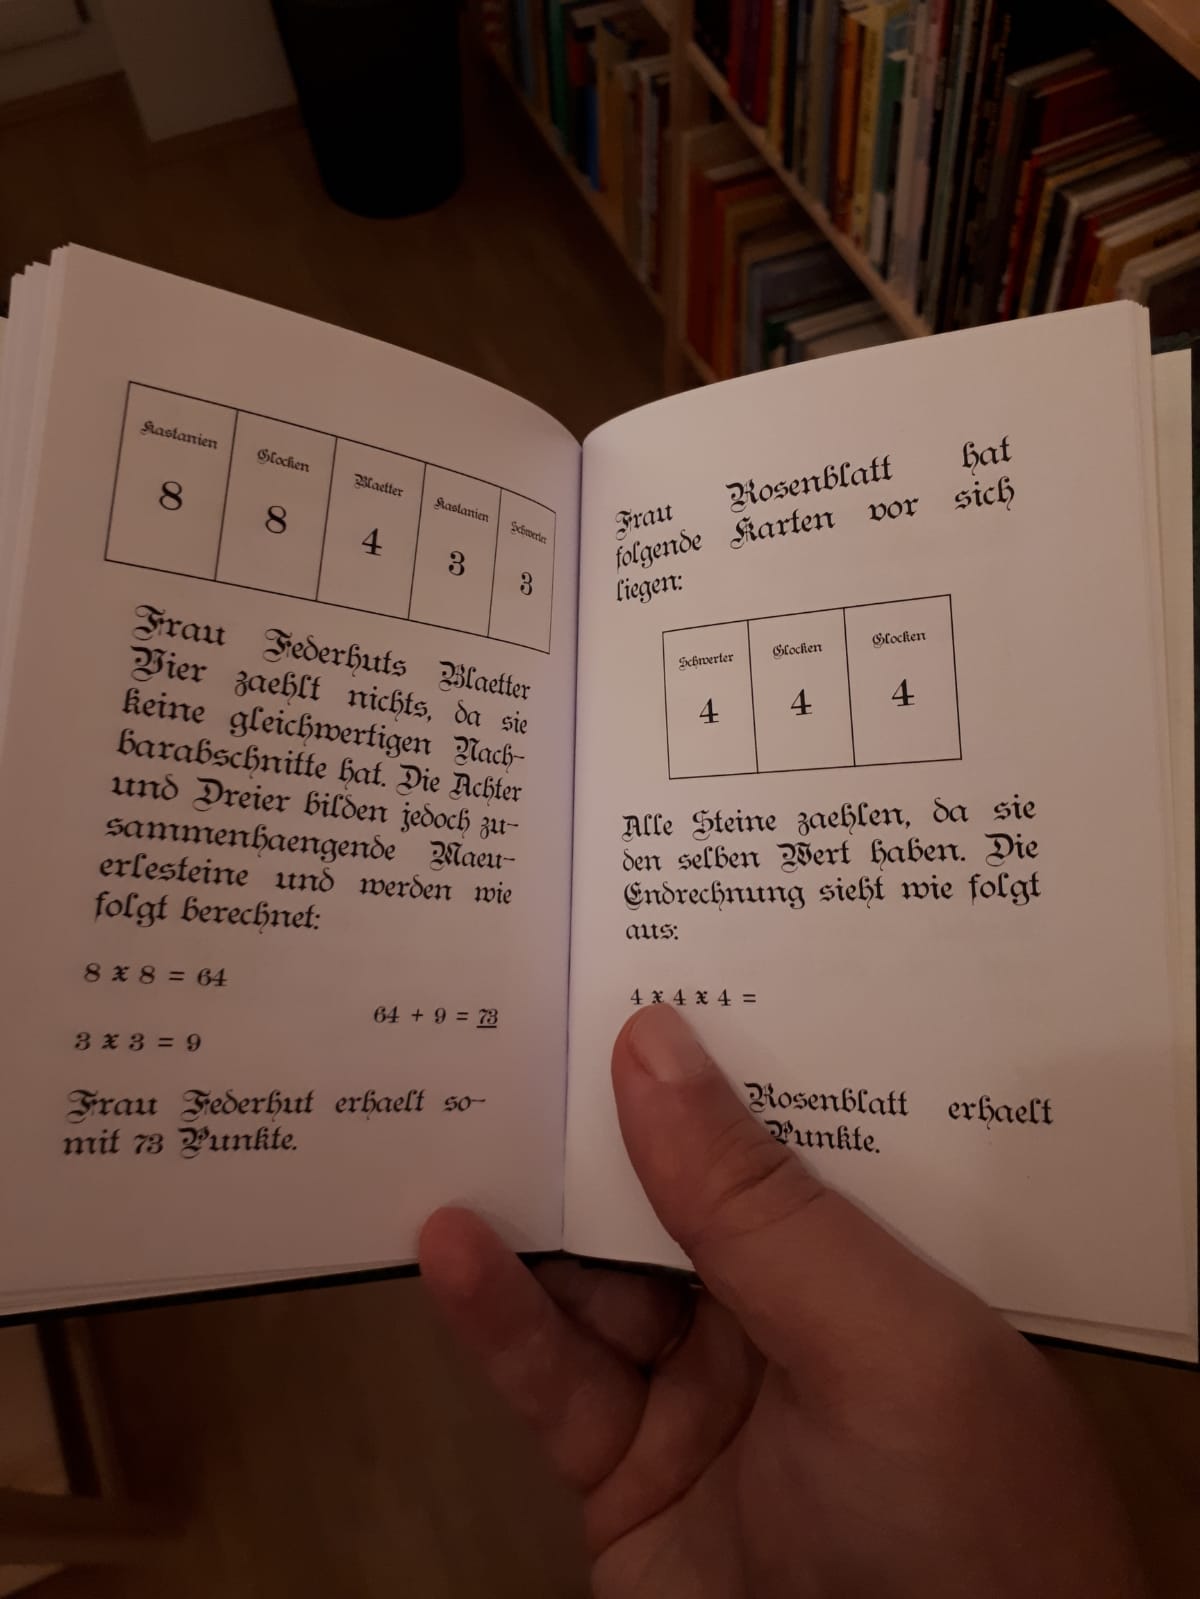 Kastanien Glocken Blaetter Kastanien Schwerter
8 8 4 3 3
Frau Federhuts Blaetter
Vier zaehlt nichts, da sie
keine gleichwertigen Nach-
barabschnitte hat. Die Achter
und Dreier bilden jedoch zu-
sammenhaengende Maeu-
erlesteine und werden wie
folgt berechnet:
8 x 8 = 64
64 + 9 = 73
3 x 3 = 9
Frau Federhut erhaelt so-
mit 73 Punkte.
Frau Rosenblatt hat
folgende Karten vor sich
liegen:
Schwerter Glocken Glocken
4 4 4
Alle Steine zaehlen, da sie
den selben Wert haben. Die
Endrechnung sieht wie folgt
aus:
4 x 4 x 4 =
Rosenblatt erhaelt
Punkte.